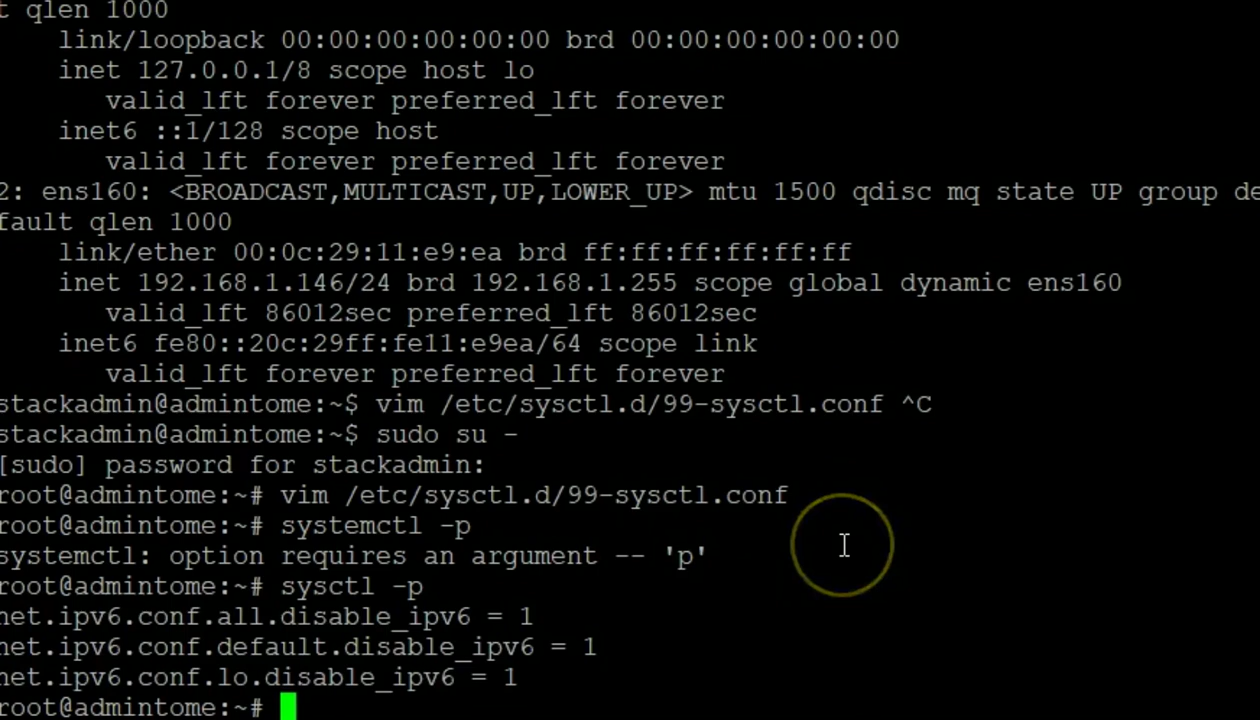 t qlen 1000
link/loopback 00:00:00:00:00:00 brd 00:00:00:00:00:00
inet 127.0.0.1/8 scope host lo
valid_lft forever preferred_lft forever
inet6 ::1/128 scope host
valid_lft forever preferred_lft forever
2: ens160: <BROADCAST,MULTICAST,UP,LOWER_UP> mtu 1500 qdisc mq state UP group de
fault qlen 1000
link/ether 00:0c:29:11:e9:ea brd ff:ff:ff:ff:ff:ff
inet 192.168.1.146/24 brd 192.168.1.255 scope global dynamic ens160
valid_lft 86012sec preferred_lft 86012sec
inet6 fe80::20c:29ff:fe11:e9ea/64 scope link
valid_lft forever preferred_lft forever
stackadmin@admintome:~$ vim /etc/sysctl.d/99-sysctl.conf ^C
stackadmin@admintome:~$ sudo su -
[sudo] password for stackadmin:
root@admintome:~# vim /etc/sysctl.d/99-sysctl.conf
root@admintome:~# systemctl -p
systemctl: option requires an argument -- 'p'
root@admintome:~# sysctl -p
net.ipv6.conf.all.disable_ipv6 = 1
net.ipv6.conf.default.disable_ipv6 = 1
net.ipv6.conf.lo.disable_ipv6 = 1
root@admintome:~#